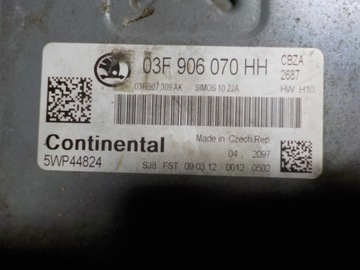 03F 906 070 HH
CBZA
2687
03F907309AK SIMOS 10.22A
HW H10
Continental
5WP44824
Made in Czech Rep
04. 2097
SJ8 FST 09.03.12 0012 0502